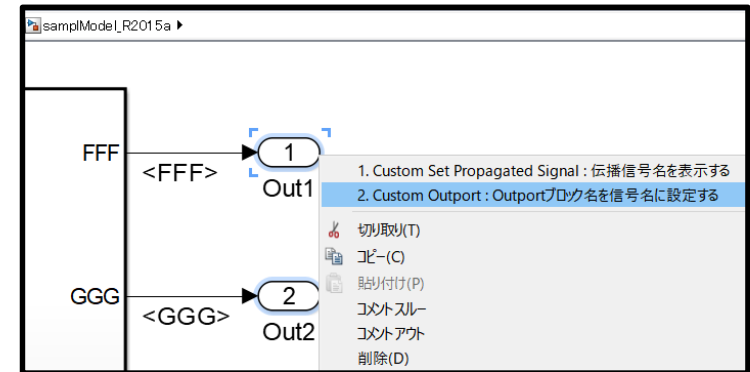 samplModel_R2015a
FFF
<FFF>
1
Out1
1. Custom Set Propagated Signal : 伝播信号名を表示する
2. Custom Outport : Outportブロック名を信号名に設定する
切り取り(T)
コピー(C)
貼り付け(P)
コメントスルー
コメントアウト
削除(D)
GGG
<GGG>
2
Out2